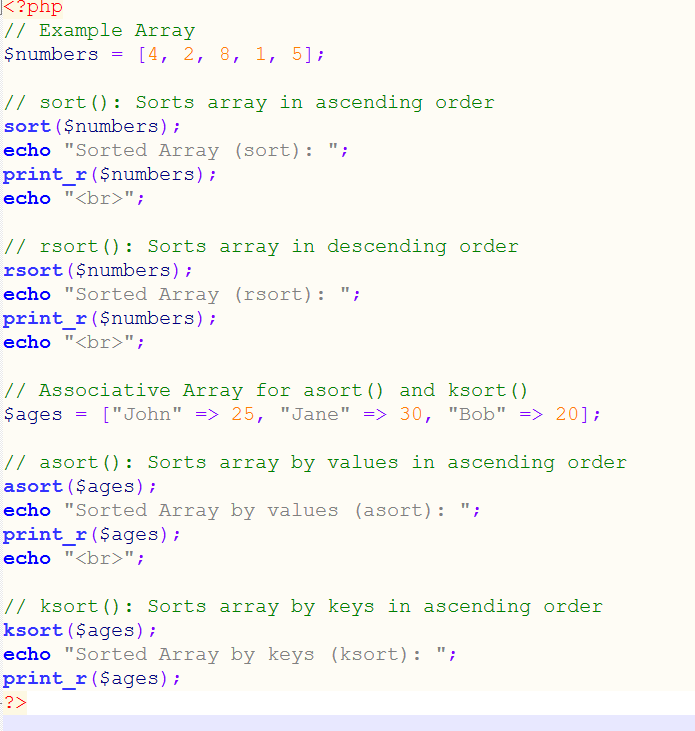 <?php
// Example Array
$numbers = [4, 2, 8, 1, 5];
// sort(): Sorts array in ascending order
sort($numbers);
echo "Sorted Array (sort): ";
print_r($numbers);
echo "<br>";
// rsort(): Sorts array in descending order
rsort($numbers);
echo "Sorted Array (rsort): ";
print_r($numbers);
echo "<br>";
// Associative Array for asort() and ksort()
$ages = ["John" => 25, "Jane" => 30, "Bob" => 20];
// asort(): Sorts array by values in ascending order
asort($ages);
echo "Sorted Array by values (asort): ";
print_r($ages);
echo "<br>";
// ksort(): Sorts array by keys in ascending order
ksort($ages);
echo "Sorted Array by keys (ksort): ";
print_r($ages);
?>